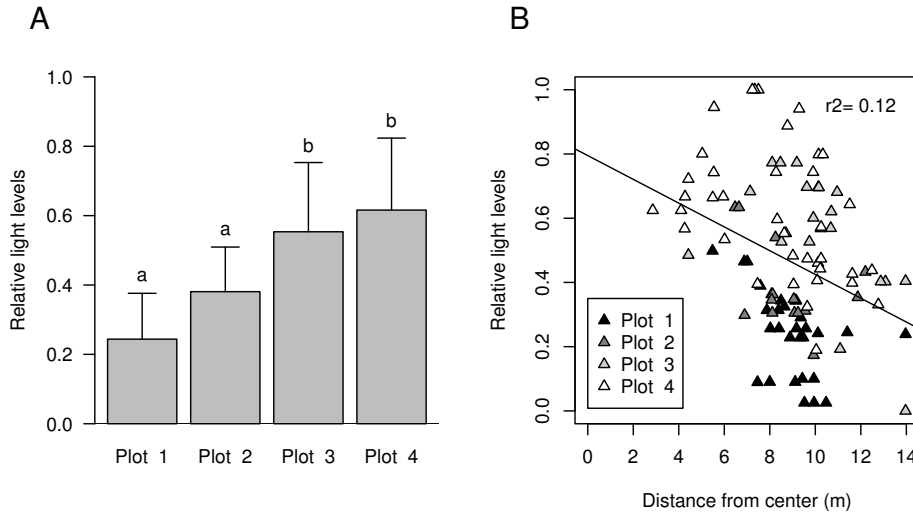 A
Relative light levels
1.0
0.8
0.6
0.4
0.2
0.0
a
a
b
b
Plot 1
Plot 2
Plot 3
Plot 4
B
Relative light levels
1.0
0.8
0.6
0.4
0.2
0.0
r2= 0.12
Plot 1
Plot 2
Plot 3
Plot 4
0 2 4 6 8 10 12 14
Distance from center (m)